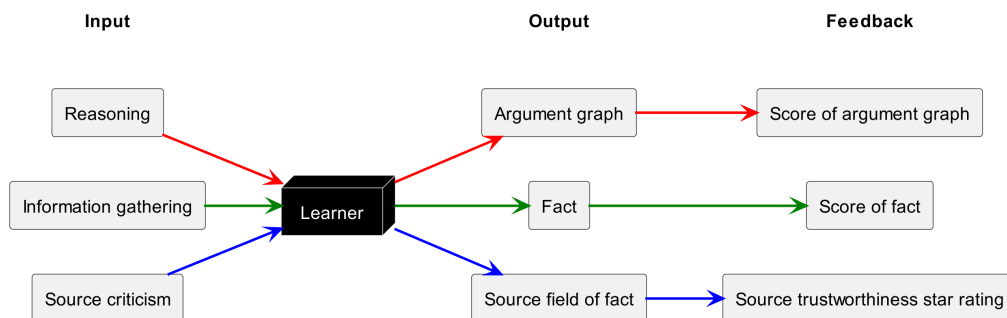 Input
Output
Feedback
Reasoning
Argument graph
Score of argument graph
Information gathering
Learner
Fact
Score of fact
Source criticism
Source field of fact
Source trustworthiness star rating